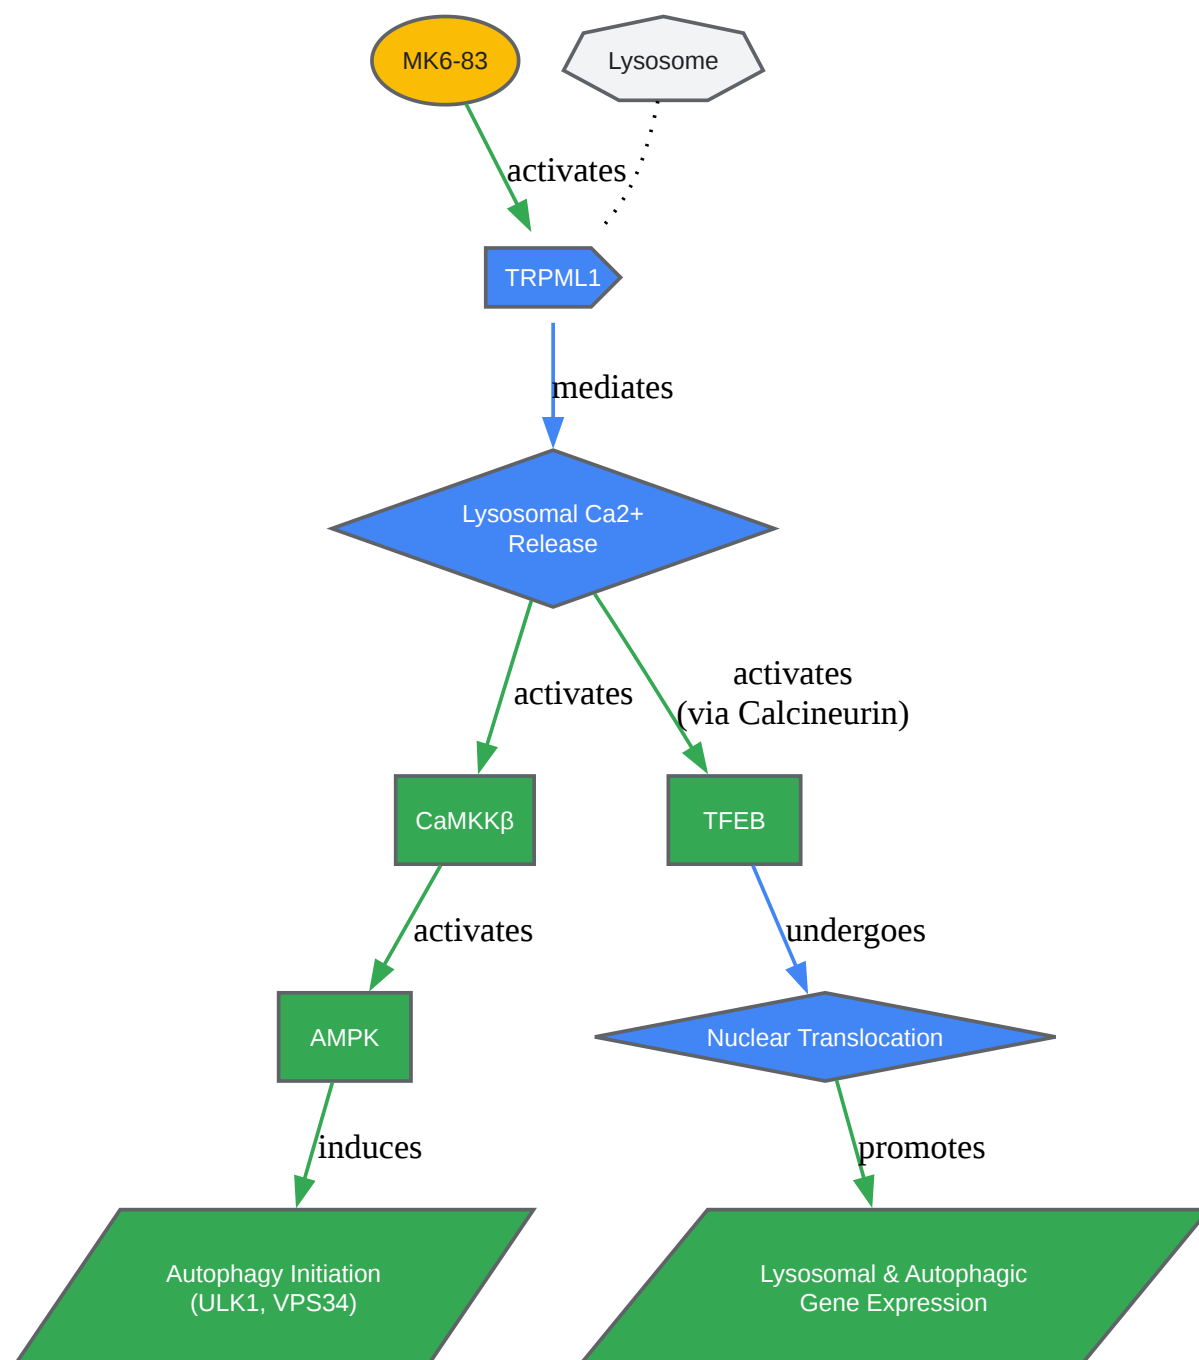 MK6-83
Lysosome
activates
TRPML1
mediates
Lysosomal Ca2+
Release
activates
activates
(via Calcineurin)
CaMKKβ
TFEB
activates
undergoes
AMPK
Nuclear Translocation
induces
promotes
Autophagy Initiation
(ULK1, VPS34)
Lysosomal & Autophagic
Gene Expression